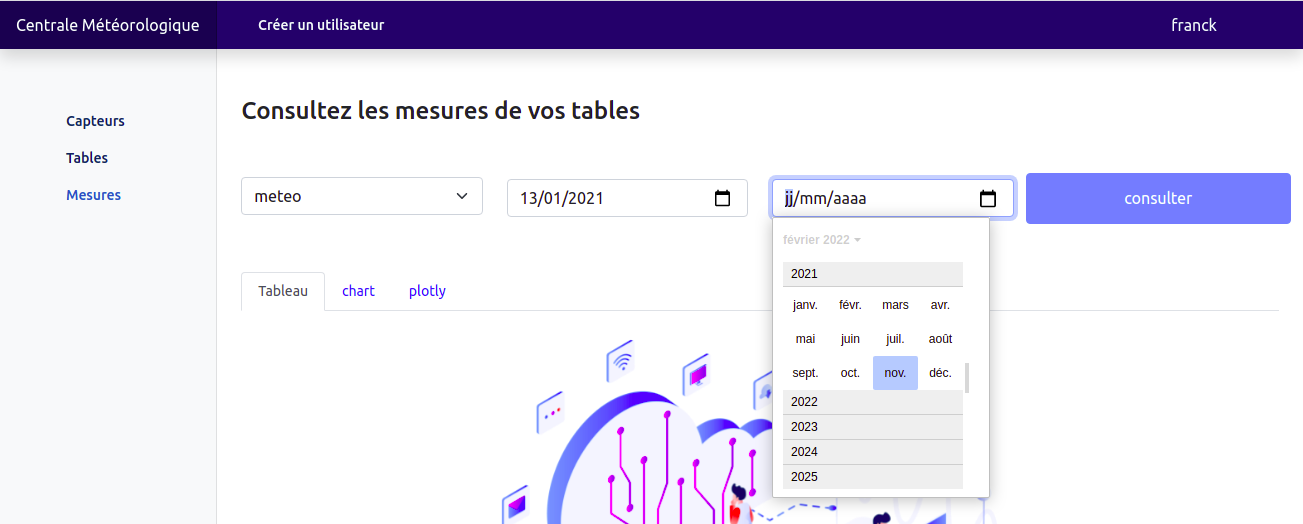 Centrale Météorologique
Créer un utilisateur
franck
Capteurs
Tables
Mesures
Consultez les mesures de vos tables
meteo
13/01/2021
jj/mm/aaaa
consulter
février 2022
2021
janv. févr. mars avr.
mai juin juil. août
sept. oct. nov. déc.
2022
2023
2024
2025
Tableau chart plotly